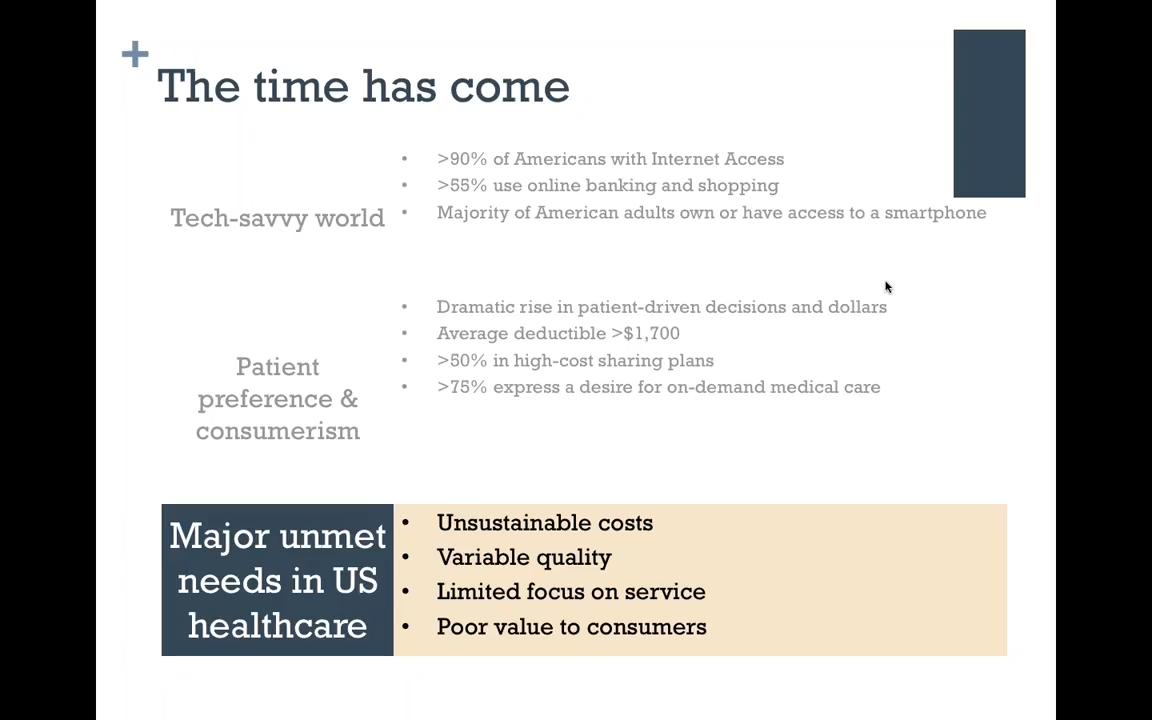 +
The time has come
Tech-savvy world
• >90% of Americans with Internet Access
• >55% use online banking and shopping
• Majority of American adults own or have access to a smartphone
Patient
preference &
consumerism
• Dramatic rise in patient-driven decisions and dollars
• Average deductible >$1,700
• >50% in high-cost sharing plans
• >75% express a desire for on-demand medical care
Major unmet
needs in US
healthcare
• Unsustainable costs
• Variable quality
• Limited focus on service
• Poor value to consumers